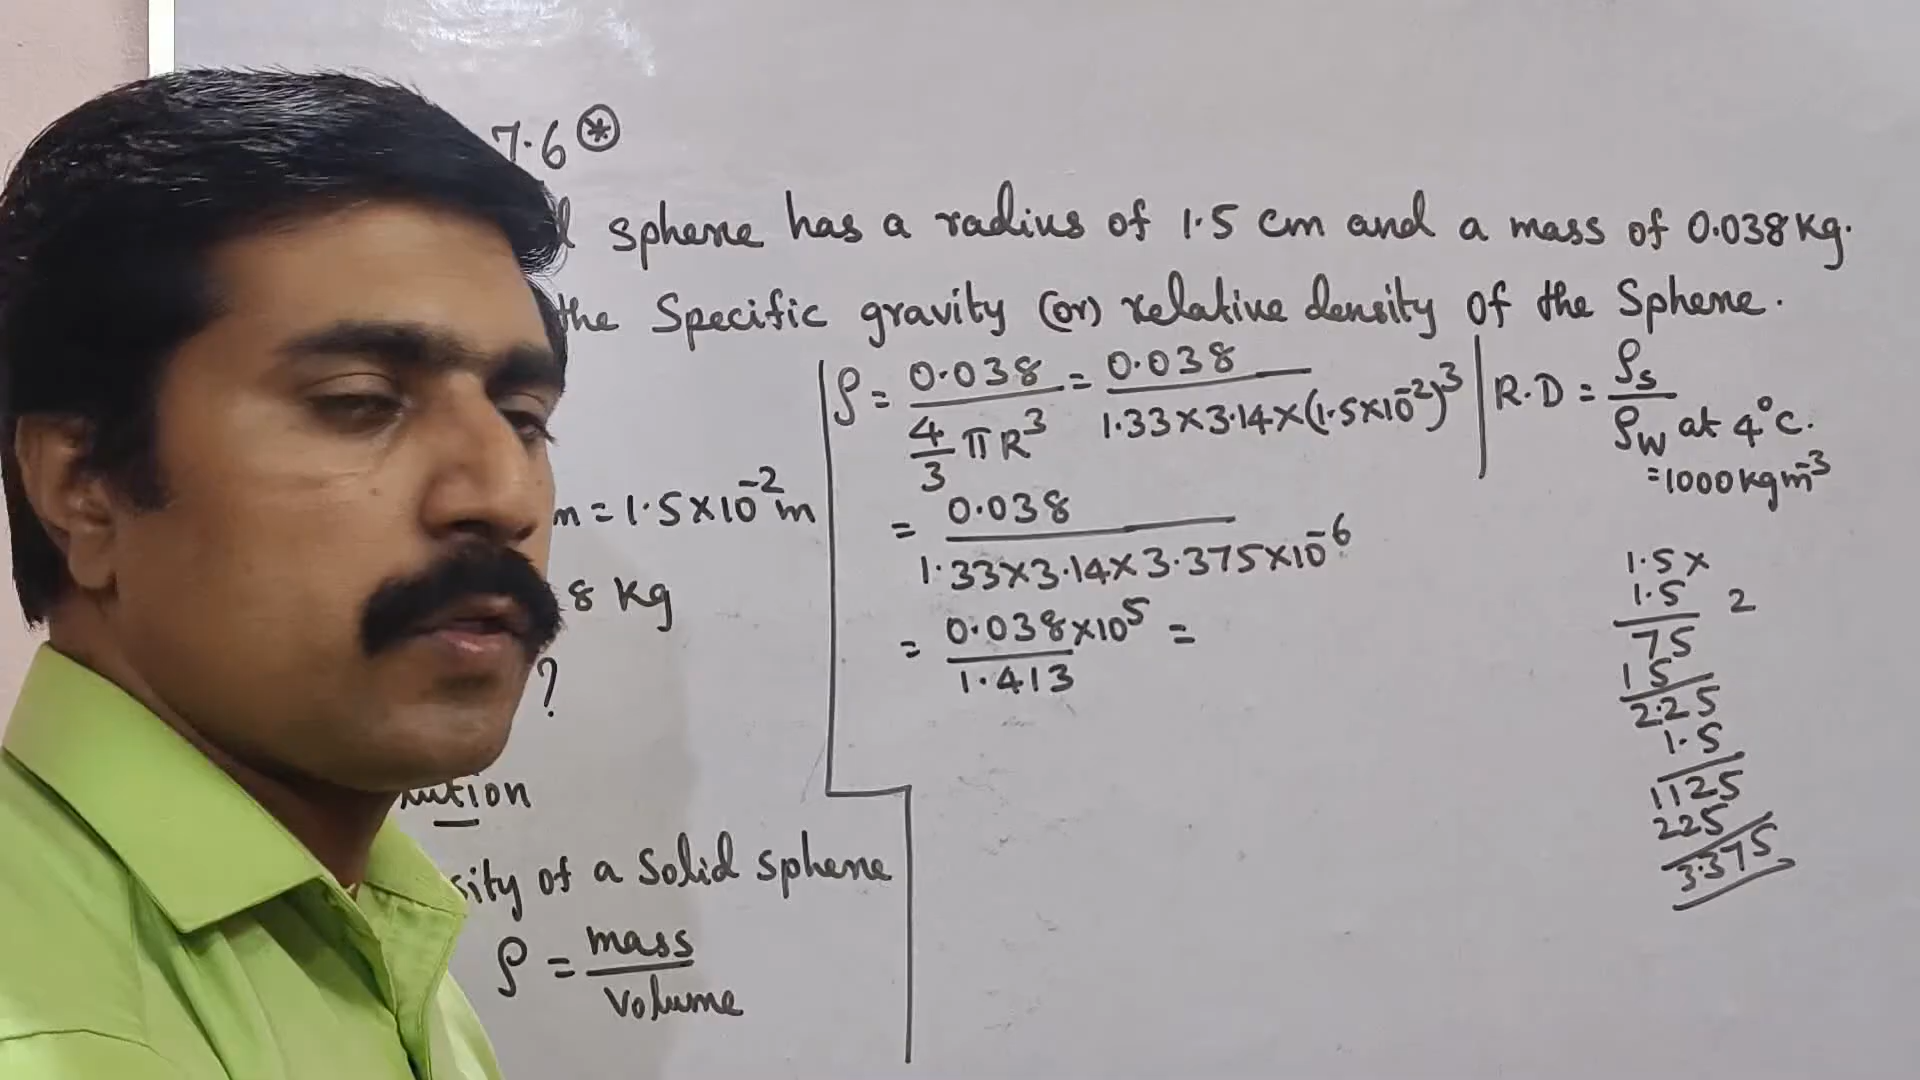 7.6 *
sphere has a radius of 1.5 cm and a mass of 0.038 kg.
the Specific gravity (or) relative density of the Sphere.
m = 1.5×10⁻² m
8 kg
?
ution
sity of a Solid sphere
ρ = mass / volume
ρ = 0.038 / (4/3 πR³) = 0.038 / (1.33×3.14×(1.5×10⁻²)³)
= 0.038 / (1.33×3.14×3.375×10⁻⁶)
= 0.038×10⁵ / 1.413 =
R.D = ρs / ρw at 4°C.
=1000 kgm⁻³
1.5×
1.5 2
75
15
2.25
1.5
1125
225
3.375